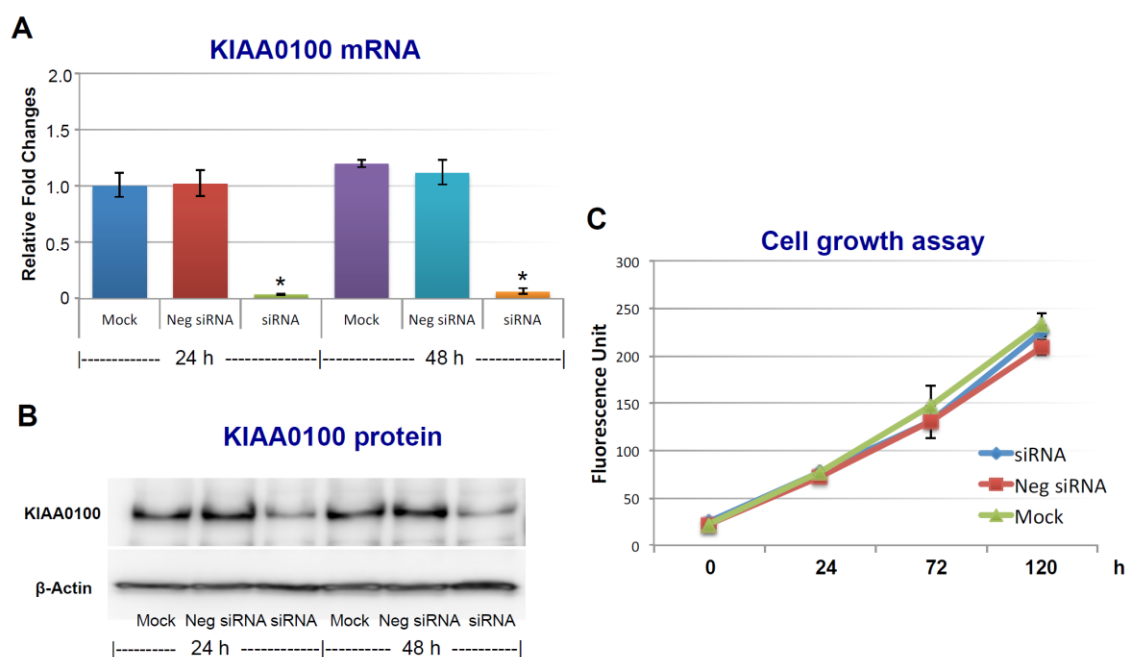 A
KIAA0100 mRNA
Relative Fold Changes
2.0
1.5
1.0
0.5
0
*
*
Mock Neg siRNA siRNA Mock Neg siRNA siRNA
|---------- 24 h -------------|---------- 48 h ------------|
B
KIAA0100 protein
KIAA0100
β-Actin
Mock Neg siRNA siRNA Mock Neg siRNA siRNA
|---------- 24 h -------------|---------- 48 h ------------|
C
Cell growth assay
Fluorescence Unit
300
250
200
150
100
50
0
siRNA
Neg siRNA
Mock
0 24 72 120 h